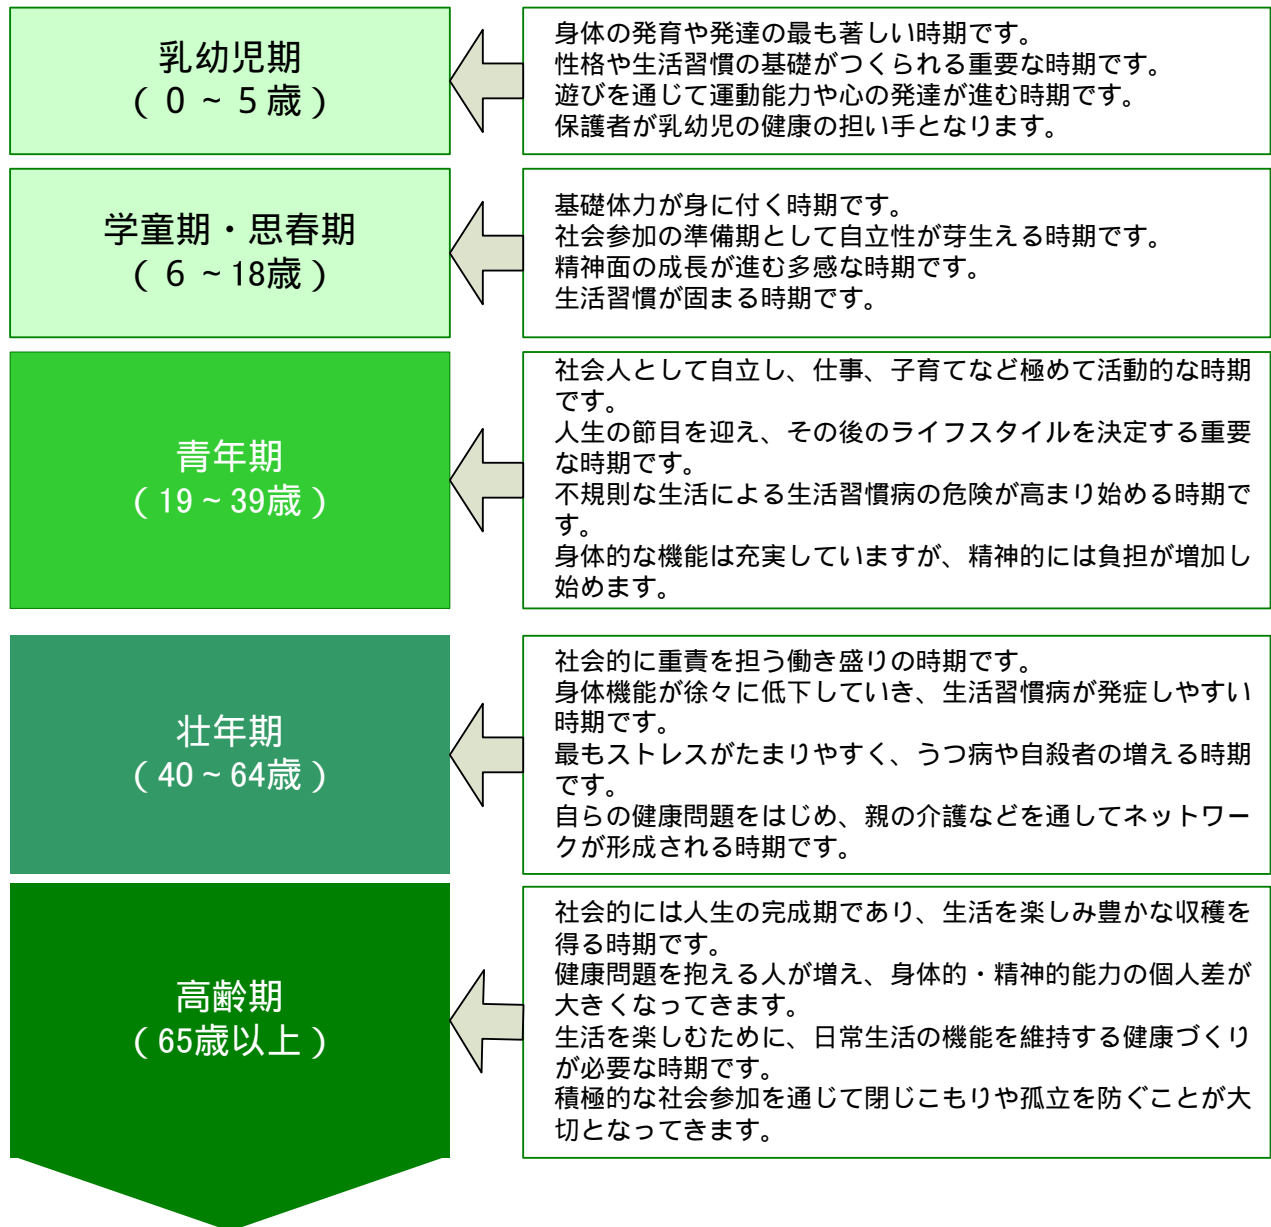 乳幼児期
（０～５歳）
身体の発育や発達の最も著しい時期です。
性格や生活習慣の基礎がつくられる重要な時期です。
遊びを通じて運動能力や心の発達が進む時期です。
保護者が乳幼児の健康の担い手となります。
学童期・思春期
（６～18歳）
基礎体力が身に付く時期です。
社会参加の準備期として自立性が芽生える時期です。
精神面の成長が進む多感な時期です。
生活習慣が固まる時期です。
青年期
（19～39歳）
社会人として自立し、仕事、子育てなど極めて活動的な時期
です。
人生の節目を迎え、その後のライフスタイルを決定する重要
な時期です。
不規則な生活による生活習慣病の危険が高まり始める時期で
す。
身体的な機能は充実していますが、精神的には負担が増加し
始めます。
壮年期
（40～64歳）
社会的に重責を担う働き盛りの時期です。
身体機能が徐々に低下していき、生活習慣病が発症しやすい
時期です。
最もストレスがたまりやすく、うつ病や自殺者の増える時期
です。
自らの健康問題をはじめ、親の介護などを通してネットワー
クが形成される時期です。
高齢期
（65歳以上）
社会的には人生の完成期であり、生活を楽しみ豊かな収穫を
得る時期です。
健康問題を抱える人が増え、身体的・精神的能力の個人差が
大きくなってきます。
生活を楽しむために、日常生活の機能を維持する健康づくり
が必要な時期です。
積極的な社会参加を通じて閉じこもりや孤立を防ぐことが大
切となってきます。